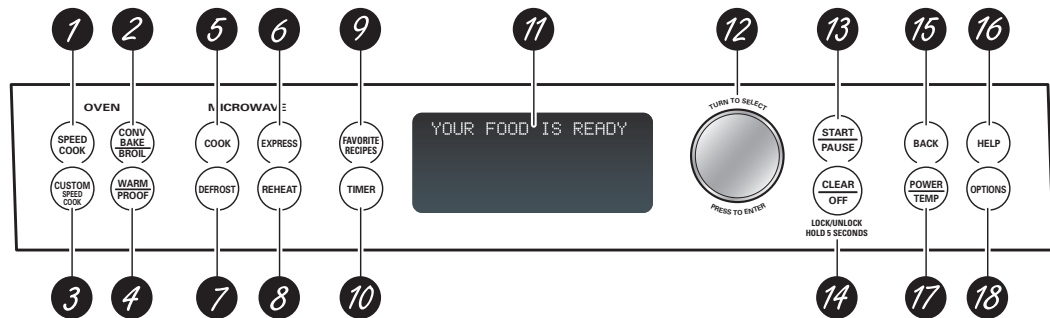 1 2 5 6 9 11 12 13 15 16
OVEN MICROWAVE
SPEED
COOK
CONV
BAKE
BROIL
COOK
EXPRESS
FAVORITE
RECIPES
YOUR FOOD IS READY
TURN TO SELECT
PRESS TO ENTER
START
PAUSE
BACK
HELP
CUSTOM
SPEED
COOK
WARM
PROOF
DEFROST
REHEAT
TIMER
CLEAR
OFF
POWER
TEMP
OPTIONS
LOCK/UNLOCK
HOLD 5 SECONDS
3 4 7 8 10 14 17 18